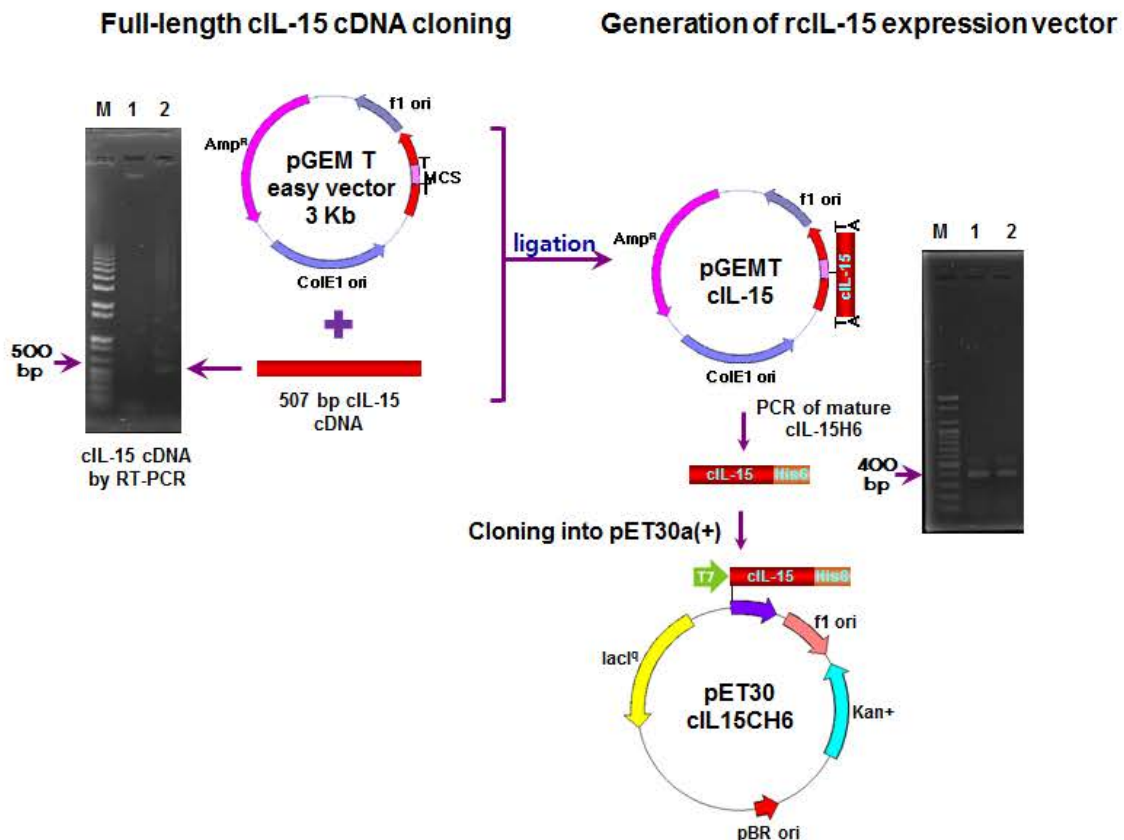 Full-length cIL-15 cDNA cloning
Generation of rcIL-15 expression vector
M 1 2
500
bp
cIL-15 cDNA
by RT-PCR
f1 ori
Amp^R
T
MCS
T
pGEM T
easy vector
3 Kb
ColE1 ori
+
507 bp cIL-15
cDNA
ligation
f1 ori
Amp^R
pGEMT
cIL-15
T
A
cIL-15
T
A
ColE1 ori
PCR of mature
cIL-15H6
cIL-15 His6
M 1 2
400
bp
Cloning into pET30a(+)
T7 cIL-15 His6
f1 ori
lacI^q
pET30
cIL15CH6
Kan+
pBR ori